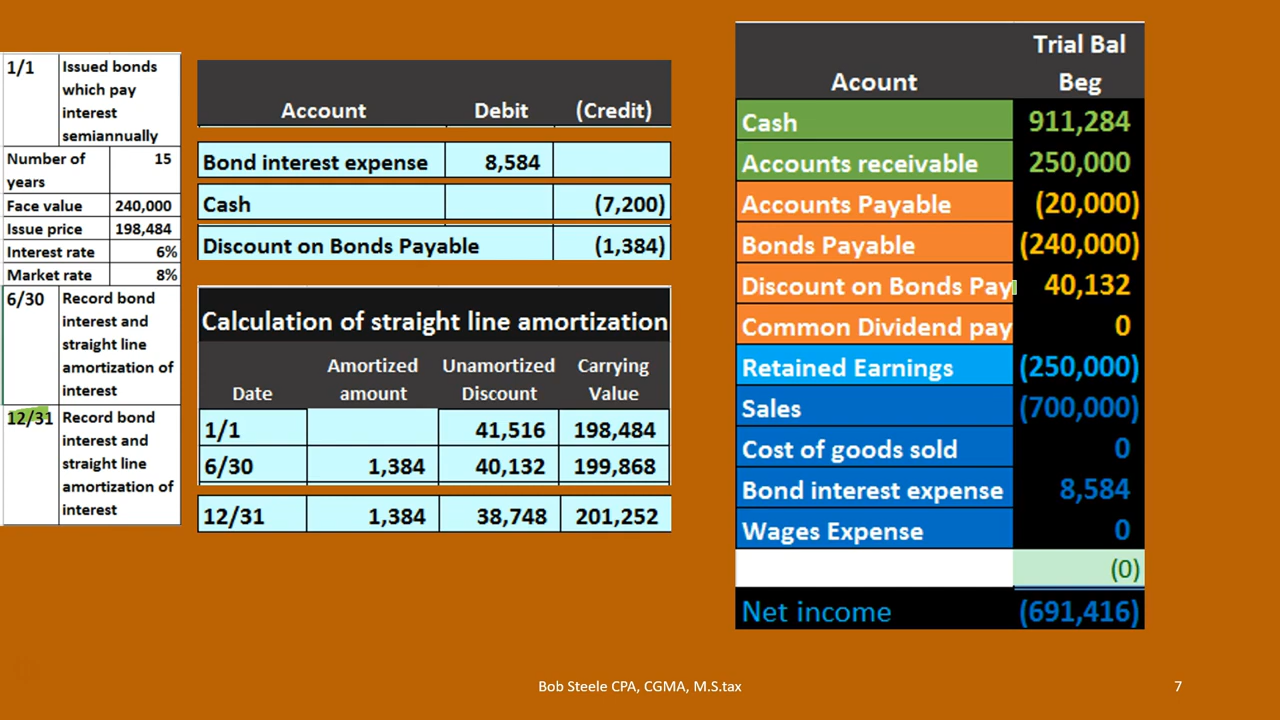 1/1 Issued bonds
which pay
interest
semiannually
Number of 15
years
Face value 240,000
Issue price 198,484
Interest rate 6%
Market rate 8%
6/30 Record bond
interest and
straight line
amortization of
interest
12/31 Record bond
interest and
straight line
amortization of
interest
Account Debit (Credit)
Bond interest expense 8,584
Cash (7,200)
Discount on Bonds Payable (1,384)
Calculation of straight line amortization
Amortized Unamortized Carrying
Date amount Discount Value
1/1 41,516 198,484
6/30 1,384 40,132 199,868
12/31 1,384 38,748 201,252
Trial Bal
Acount Beg
Cash 911,284
Accounts receivable 250,000
Accounts Payable (20,000)
Bonds Payable (240,000)
Discount on Bonds Pay 40,132
Common Dividend pay 0
Retained Earnings (250,000)
Sales (700,000)
Cost of goods sold 0
Bond interest expense 8,584
Wages Expense 0
(0)
Net income (691,416)
Bob Steele CPA, CGMA, M.S.tax 7